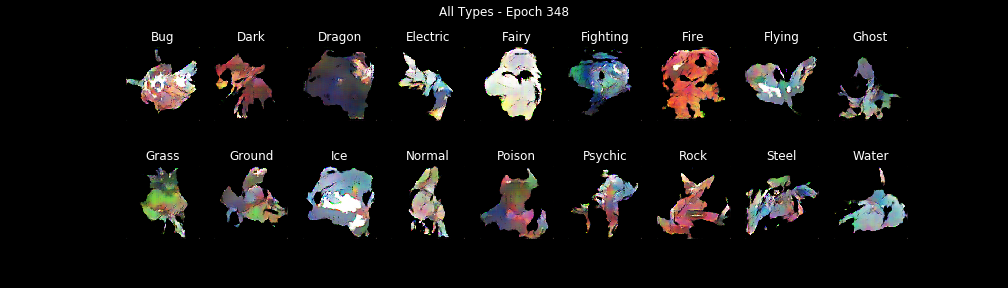 All Types - Epoch 348
Bug Dark Dragon Electric Fairy Fighting Fire Flying Ghost
Grass Ground Ice Normal Poison Psychic Rock Steel Water